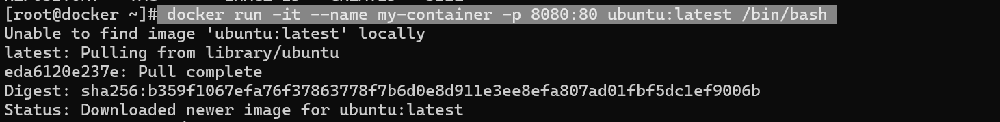 [root@docker ~]# docker run -it --name my-container -p 8080:80 ubuntu:latest /bin/bash
Unable to find image 'ubuntu:latest' locally
latest: Pulling from library/ubuntu
eda6120e237e: Pull complete
Digest: sha256:b359f1067efa76f37863778f7b6d0e8d911e3ee8efa807ad01fbf5dc1ef9006b
Status: Downloaded newer image for ubuntu:latest